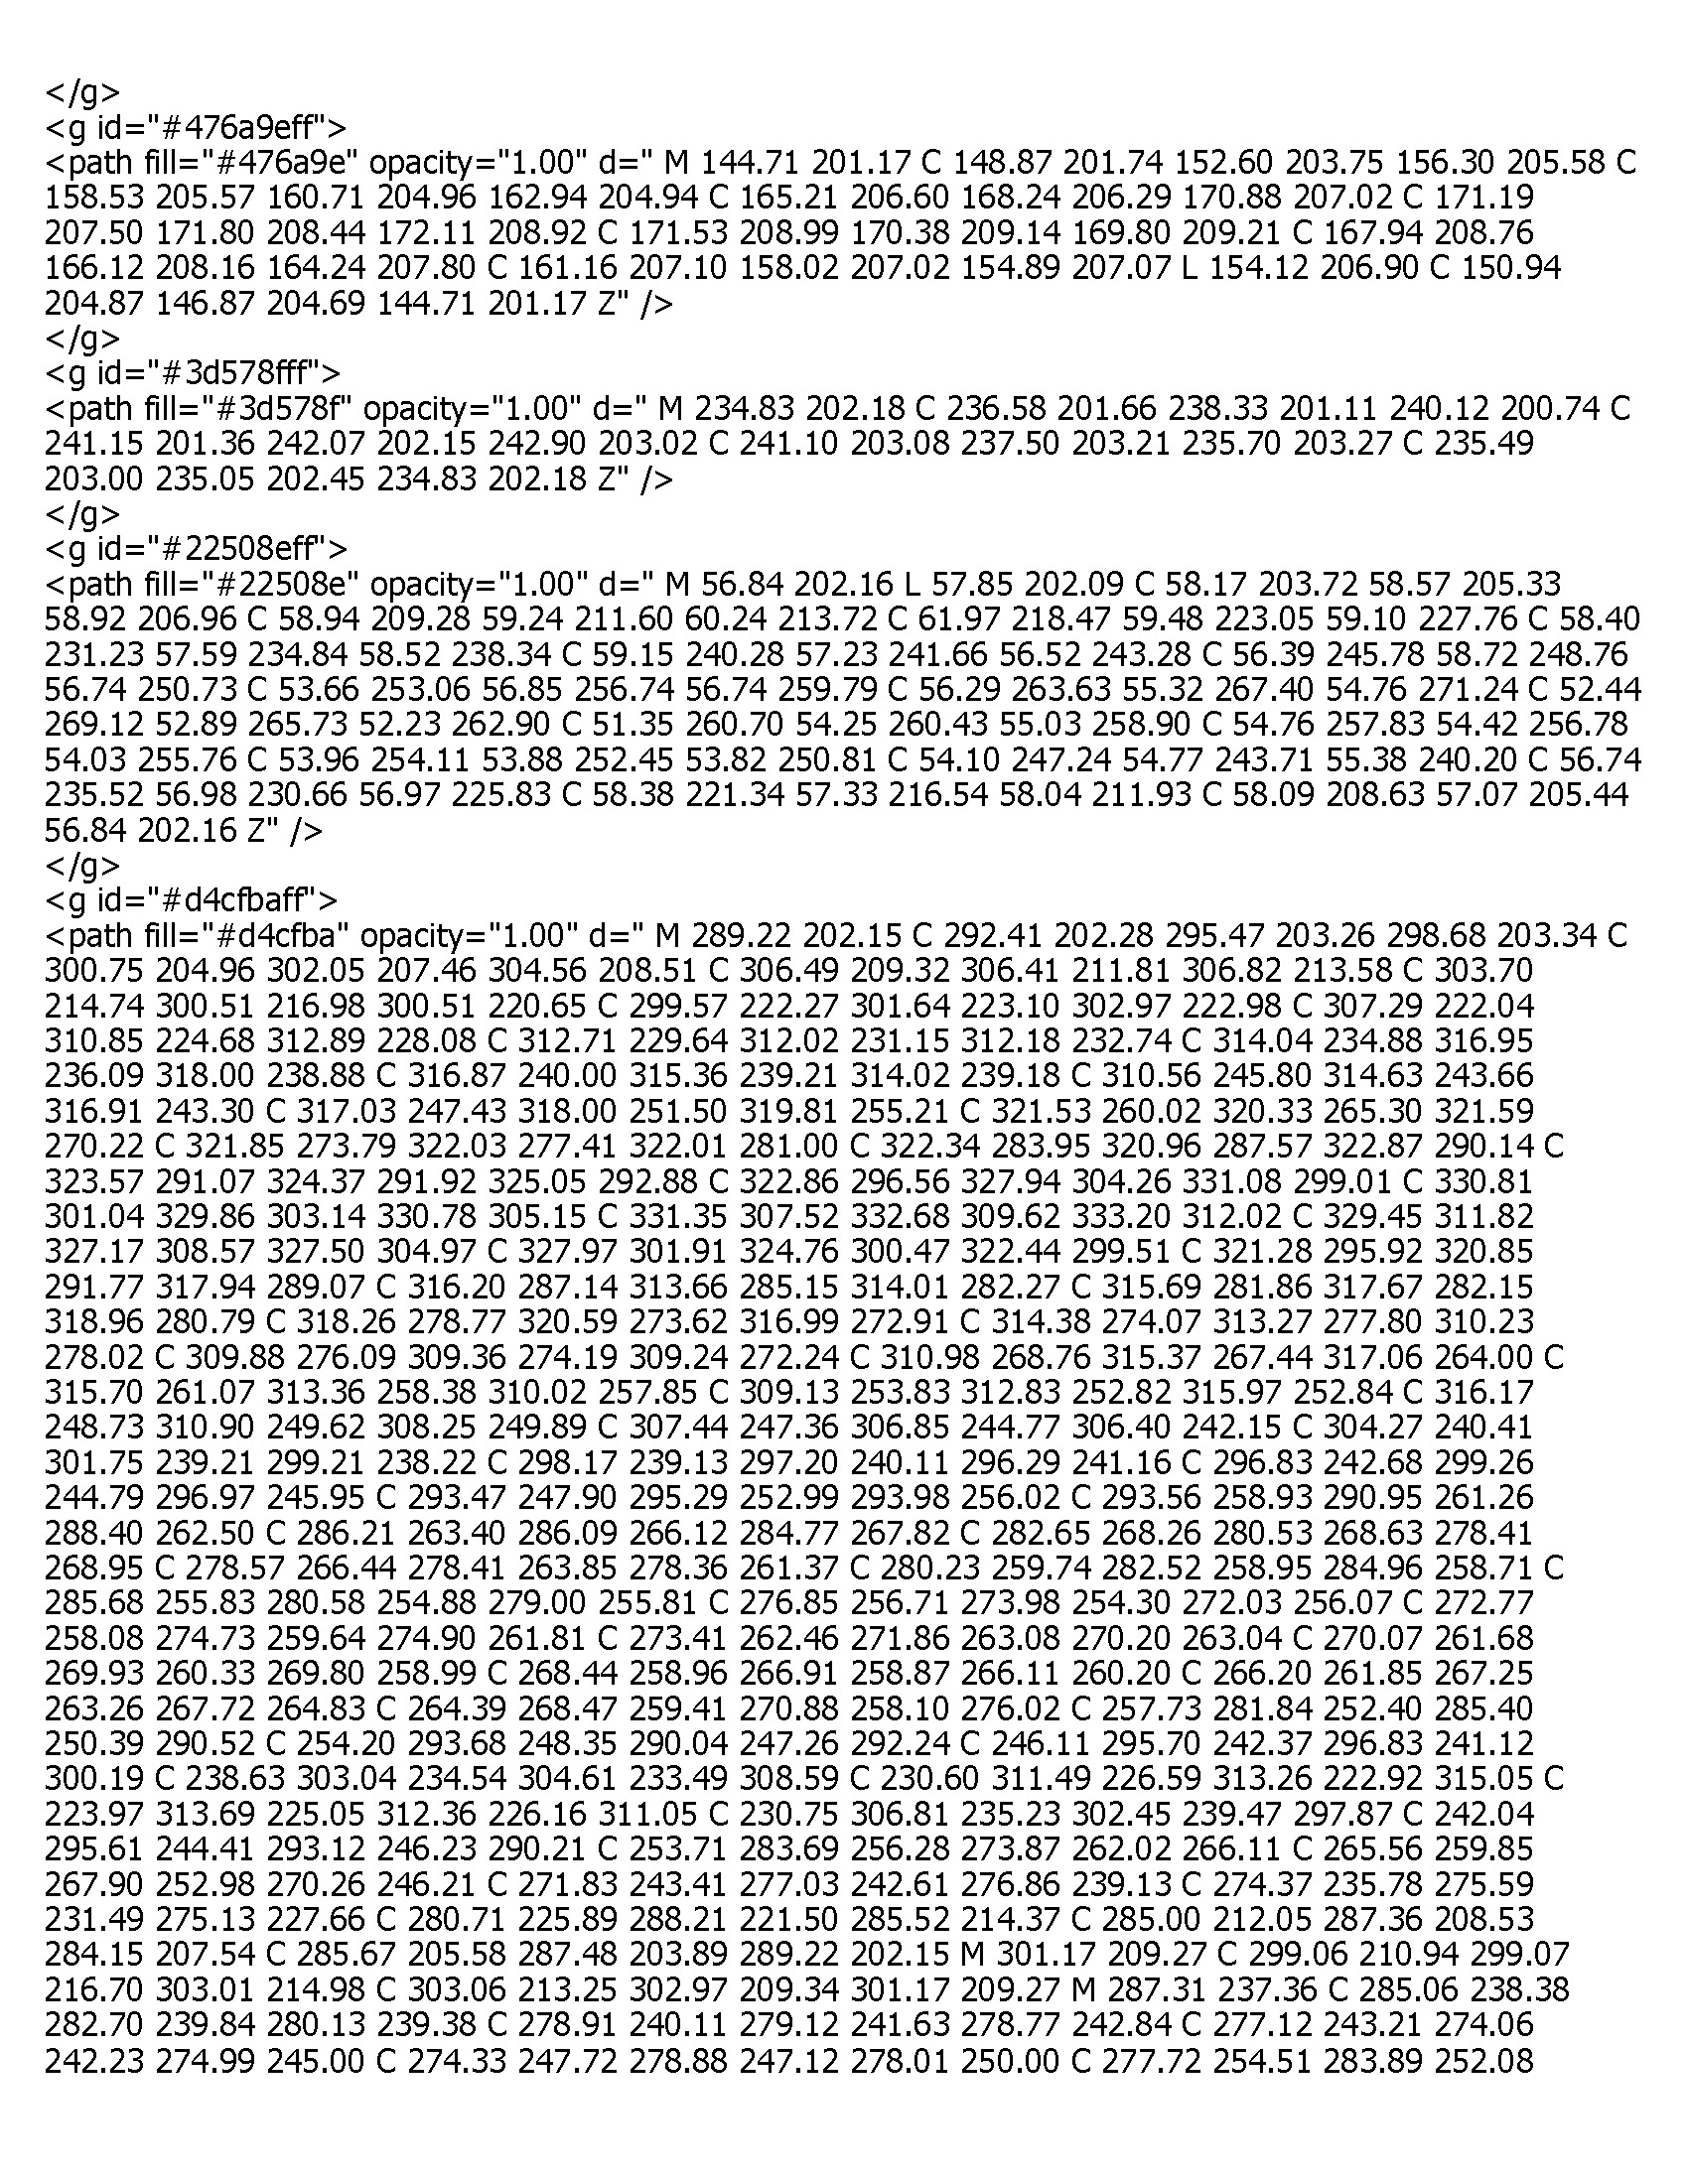 </g>
<g id="#476a9eff">
<path fill="#476a9e" opacity="1.00" d=" M 144.71 201.17 C 148.87 201.74 152.60 203.75 156.30 205.58 C
158.53 205.57 160.71 204.96 162.94 204.94 C 165.21 206.60 168.24 206.29 170.88 207.02 C 171.19
207.50 171.80 208.44 172.11 208.92 C 171.53 208.99 170.38 209.14 169.80 209.21 C 167.94 208.76
166.12 208.16 164.24 207.80 C 161.16 207.10 158.02 207.02 154.89 207.07 L 154.12 206.90 C 150.94
204.87 146.87 204.69 144.71 201.17 Z" />
</g>
<g id="#3d578fff">
<path fill="#3d578f" opacity="1.00" d=" M 234.83 202.18 C 236.58 201.66 238.33 201.11 240.12 200.74 C
241.15 201.36 242.07 202.15 242.90 203.02 C 241.10 203.08 237.50 203.21 235.70 203.27 C 235.49
203.00 235.05 202.45 234.83 202.18 Z" />
</g>
<g id="#22508eff">
<path fill="#22508e" opacity="1.00" d=" M 56.84 202.16 L 57.85 202.09 C 58.17 203.72 58.57 205.33
58.92 206.96 C 58.94 209.28 59.24 211.60 60.24 213.72 C 61.97 218.47 59.48 223.05 59.10 227.76 C 58.40
231.23 57.59 234.84 58.52 238.34 C 59.15 240.28 57.23 241.66 56.52 243.28 C 56.39 245.78 58.72 248.76
56.74 250.73 C 53.66 253.06 56.85 256.74 56.74 259.79 C 56.29 263.63 55.32 267.40 54.76 271.24 C 52.44
269.12 52.89 265.73 52.23 262.90 C 51.35 260.70 54.25 260.43 55.03 258.90 C 54.76 257.83 54.42 256.78
54.03 255.76 C 53.96 254.11 53.88 252.45 53.82 250.81 C 54.10 247.24 54.77 243.71 55.38 240.20 C 56.74
235.52 56.98 230.66 56.97 225.83 C 58.38 221.34 57.33 216.54 58.04 211.93 C 58.09 208.63 57.07 205.44
56.84 202.16 Z" />
</g>
<g id="#d4cfbaff">
<path fill="#d4cfba" opacity="1.00" d=" M 289.22 202.15 C 292.41 202.28 295.47 203.26 298.68 203.34 C
300.75 204.96 302.05 207.46 304.56 208.51 C 306.49 209.32 306.41 211.81 306.82 213.58 C 303.70
214.74 300.51 216.98 300.51 220.65 C 299.57 222.27 301.64 223.10 302.97 222.98 C 307.29 222.04
310.85 224.68 312.89 228.08 C 312.71 229.64 312.02 231.15 312.18 232.74 C 314.04 234.88 316.95
236.09 318.00 238.88 C 316.87 240.00 315.36 239.21 314.02 239.18 C 310.56 245.80 314.63 243.66
316.91 243.30 C 317.03 247.43 318.00 251.50 319.81 255.21 C 321.53 260.02 320.33 265.30 321.59
270.22 C 321.85 273.79 322.03 277.41 322.01 281.00 C 322.34 283.95 320.96 287.57 322.87 290.14 C
323.57 291.07 324.37 291.92 325.05 292.88 C 322.86 296.56 327.94 304.26 331.08 299.01 C 330.81
301.04 329.86 303.14 330.78 305.15 C 331.35 307.52 332.68 309.62 333.20 312.02 C 329.45 311.82
327.17 308.57 327.50 304.97 C 327.97 301.91 324.76 300.47 322.44 299.51 C 321.28 295.92 320.85
291.77 317.94 289.07 C 316.20 287.14 313.66 285.15 314.01 282.27 C 315.69 281.86 317.67 282.15
318.96 280.79 C 318.26 278.77 320.59 273.62 316.99 272.91 C 314.38 274.07 313.27 277.80 310.23
278.02 C 309.88 276.09 309.36 274.19 309.24 272.24 C 310.98 268.76 315.37 267.44 317.06 264.00 C
315.70 261.07 313.36 258.38 310.02 257.85 C 309.13 253.83 312.83 252.82 315.97 252.84 C 316.17
248.73 310.90 249.62 308.25 249.89 C 307.44 247.36 306.85 244.77 306.40 242.15 C 304.27 240.41
301.75 239.21 299.21 238.22 C 298.17 239.13 297.20 240.11 296.29 241.16 C 296.83 242.68 299.26
244.79 296.97 245.95 C 293.47 247.90 295.29 252.99 293.98 256.02 C 293.56 258.93 290.95 261.26
288.40 262.50 C 286.21 263.40 286.09 266.12 284.77 267.82 C 282.65 268.26 280.53 268.63 278.41
268.95 C 278.57 266.44 278.41 263.85 278.36 261.37 C 280.23 259.74 282.52 258.95 284.96 258.71 C
285.68 255.83 280.58 254.88 279.00 255.81 C 276.85 256.71 273.98 254.30 272.03 256.07 C 272.77
258.08 274.73 259.64 274.90 261.81 C 273.41 262.46 271.86 263.08 270.20 263.04 C 270.07 261.68
269.93 260.33 269.80 258.99 C 268.44 258.96 266.91 258.87 266.11 260.20 C 266.20 261.85 267.25
263.26 267.72 264.83 C 264.39 268.47 259.41 270.88 258.10 276.02 C 257.73 281.84 252.40 285.40
250.39 290.52 C 254.20 293.68 248.35 290.04 247.26 292.24 C 246.11 295.70 242.37 296.83 241.12
300.19 C 238.63 303.04 234.54 304.61 233.49 308.59 C 230.60 311.49 226.59 313.26 222.92 315.05 C
223.97 313.69 225.05 312.36 226.16 311.05 C 230.75 306.81 235.23 302.45 239.47 297.87 C 242.04
295.61 244.41 293.12 246.23 290.21 C 253.71 283.69 256.28 273.87 262.02 266.11 C 265.56 259.85
267.90 252.98 270.26 246.21 C 271.83 243.41 277.03 242.61 276.86 239.13 C 274.37 235.78 275.59
231.49 275.13 227.66 C 280.71 225.89 288.21 221.50 285.52 214.37 C 285.00 212.05 287.36 208.53
284.15 207.54 C 285.67 205.58 287.48 203.89 289.22 202.15 M 301.17 209.27 C 299.06 210.94 299.07
216.70 303.01 214.98 C 303.06 213.25 302.97 209.34 301.17 209.27 M 287.31 237.36 C 285.06 238.38
282.70 239.84 280.13 239.38 C 278.91 240.11 279.12 241.63 278.77 242.84 C 277.12 243.21 274.06
242.23 274.99 245.00 C 274.33 247.72 278.88 247.12 278.01 250.00 C 277.72 254.51 283.89 252.08